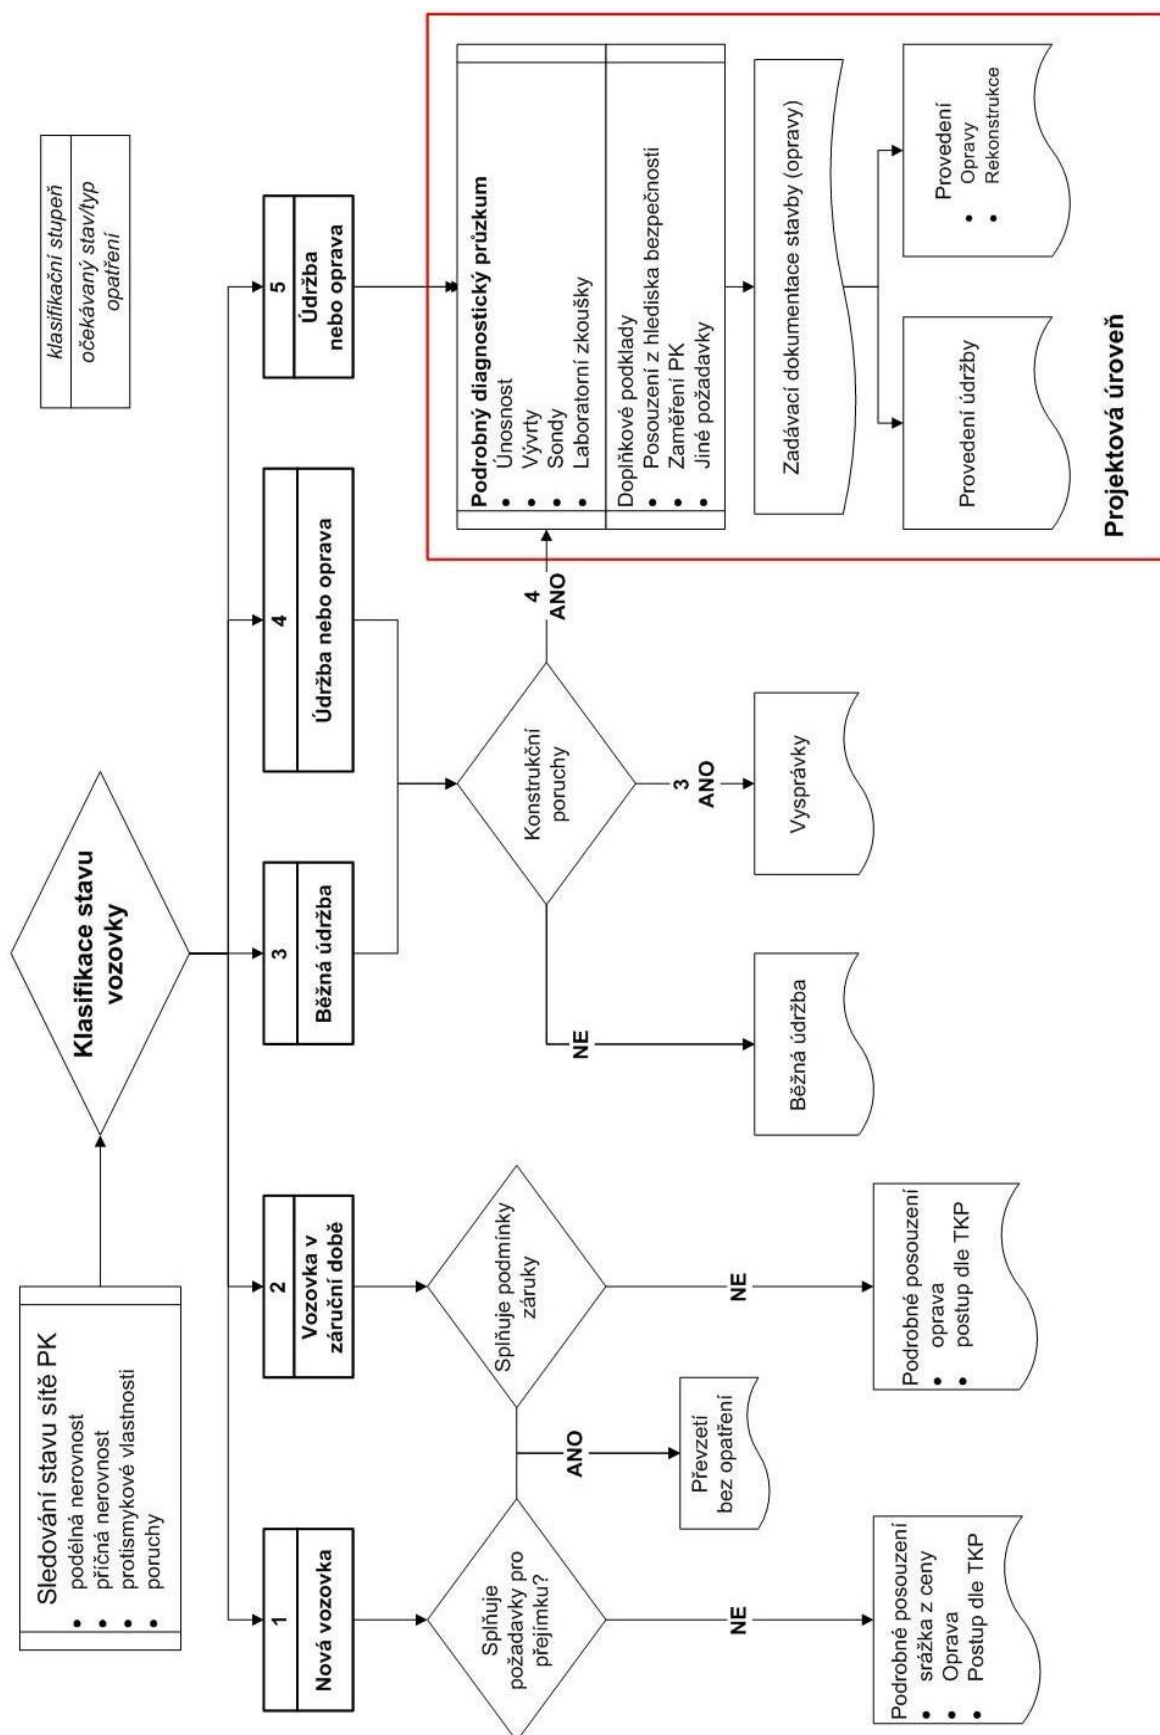 Sledování stavu sítě PK
• podélná nerovnost
• příčná nerovnost
• protismykové vlastnosti
• poruchy
Klasifikace stavu
vozovky
klasifikační stupeň
očekávaný stav/typ
opatření
1
Nová vozovka
2
Vozovka v
záruční době
3
Běžná údržba
4
Údržba nebo oprava
5
Údržba
nebo oprava
Splňuje
požadavky pro
přejímku?
Splňuje podmínky
záruky
Konstrukční
poruchy
Podrobný diagnostický průzkum
• Únosnost
• Vývrty
• Sondy
• Laboratorní zkoušky
Doplňkové podklady
• Posouzení z hlediska bezpečnosti
• Zaměření PK
• Jiné požadavky
ANO
NE
3
ANO
4
ANO
Převzetí
bez opatření
NE
NE
Běžná údržba
Vysprávky
Zadávací dokumentace stavby (opravy)
Podrobné posouzení
• srážka z ceny
• Oprava
• Postup dle TKP
Podrobné posouzení
• oprava
• postup dle TKP
Provedení údržby
Provedení
• Opravy
• Rekonstrukce
Projektová úroveň